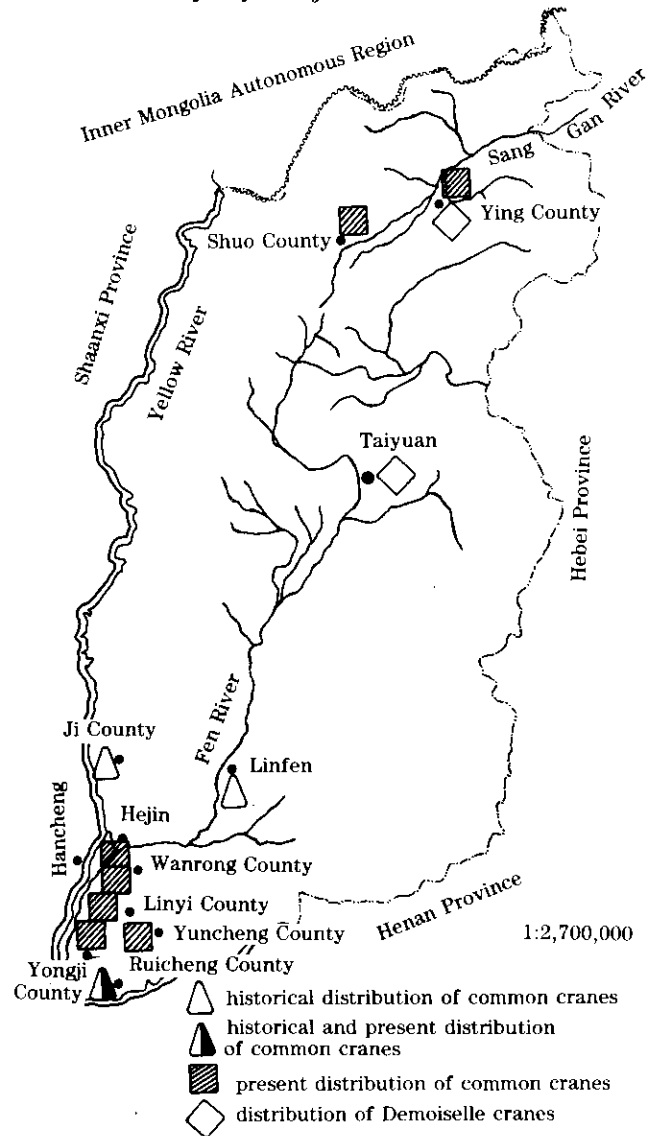 Inner Mongolia Autonomous Region
Sang Gan River
Ying County
Shuo County
Shaanxi Province
Yellow River
Taiyuan
Hebei Province
Fen River
Ji County
Linfen
Hancheng
Hejin
Wanrong County
Linyi County
Henan Province
Yuncheng County
1:2,700,000
Yongji
County
Ruicheng County
historical distribution of common cranes
historical and present distribution
of common cranes
present distribution of common cranes
distribution of Demoiselle cranes